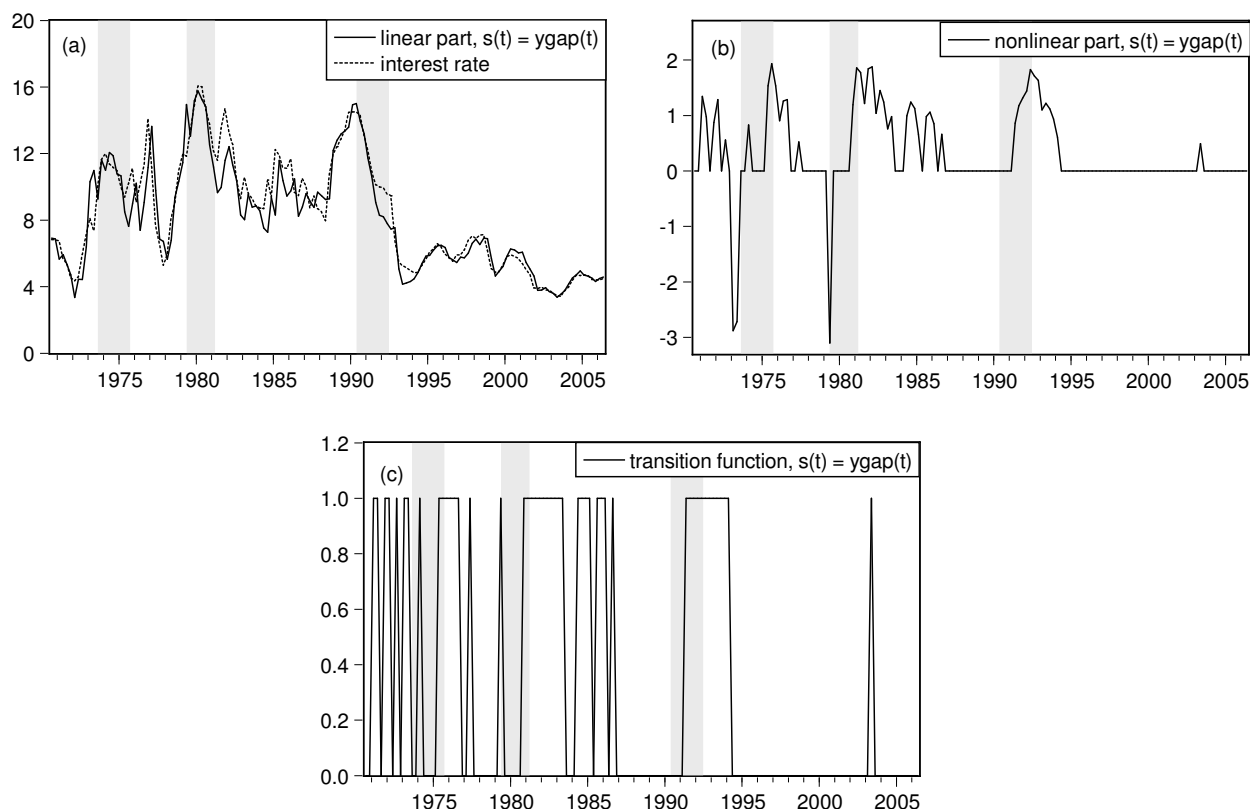 (a)
linear part, s(t) = ygap(t)
interest rate
20
16
12
8
4
0
1975 1980 1985 1990 1995 2000 2005
(b)
nonlinear part, s(t) = ygap(t)
2
1
0
-1
-2
-3
1975 1980 1985 1990 1995 2000 2005
(c)
transition function, s(t) = ygap(t)
1.2
1.0
0.8
0.6
0.4
0.2
0.0
1975 1980 1985 1990 1995 2000 2005